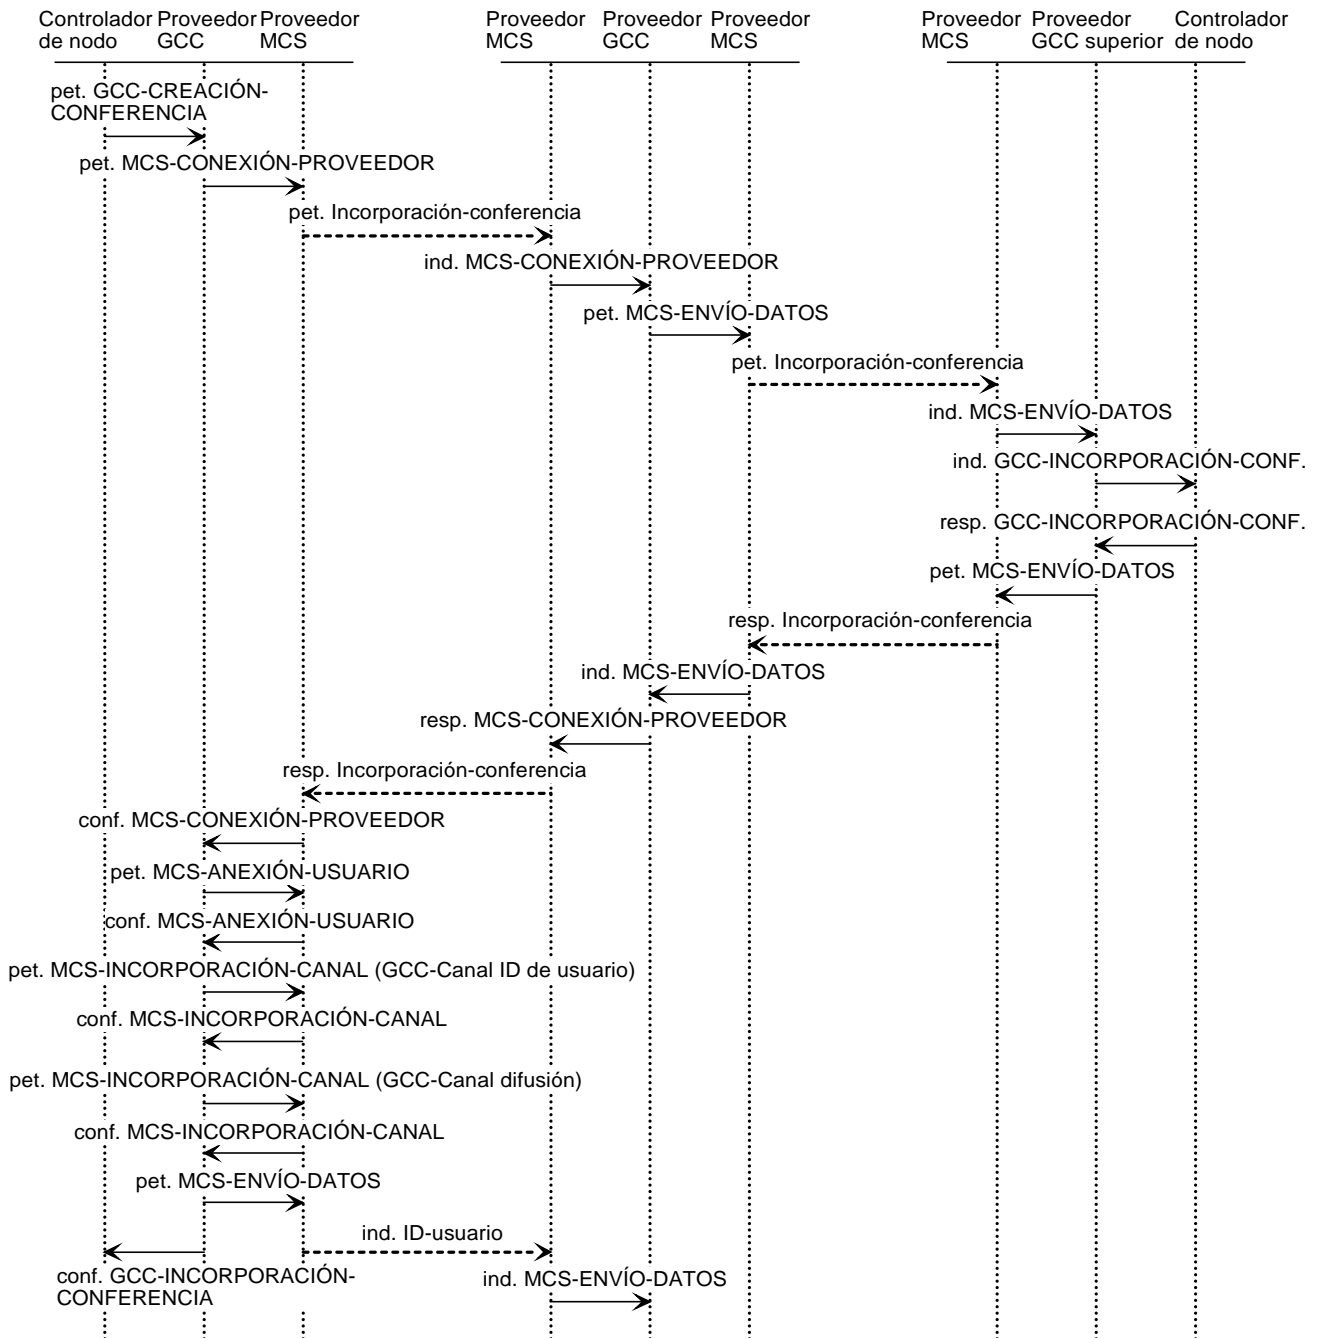 Controlador Proveedor Proveedor Proveedor Proveedor Proveedor Proveedor Proveedor Controlador
de nodo GCC MCS MCS GCC MCS MCS GCC superior de nodo
pet. GCC-CREACIÓN-
CONFERENCIA
pet. MCS-CONEXIÓN-PROVEEDOR
pet. Incorporación-conferencia
ind. MCS-CONEXIÓN-PROVEEDOR
pet. MCS-ENVÍO-DATOS
pet. Incorporación-conferencia
ind. MCS-ENVÍO-DATOS
ind. GCC-INCORPORACIÓN-CONF.
resp. GCC-INCORPORACIÓN-CONF.
pet. MCS-ENVÍO-DATOS
resp. Incorporación-conferencia
ind. MCS-ENVÍO-DATOS
resp. MCS-CONEXIÓN-PROVEEDOR
resp. Incorporación-conferencia
conf. MCS-CONEXIÓN-PROVEEDOR
pet. MCS-ANEXIÓN-USUARIO
conf. MCS-ANEXIÓN-USUARIO
pet. MCS-INCORPORACIÓN-CANAL (GCC-Canal ID de usuario)
conf. MCS-INCORPORACIÓN-CANAL
pet. MCS-INCORPORACIÓN-CANAL (GCC-Canal difusión)
conf. MCS-INCORPORACIÓN-CANAL
pet. MCS-ENVÍO-DATOS
ind. ID-usuario
conf. GCC-INCORPORACIÓN-
CONFERENCIA
ind. MCS-ENVÍO-DATOS